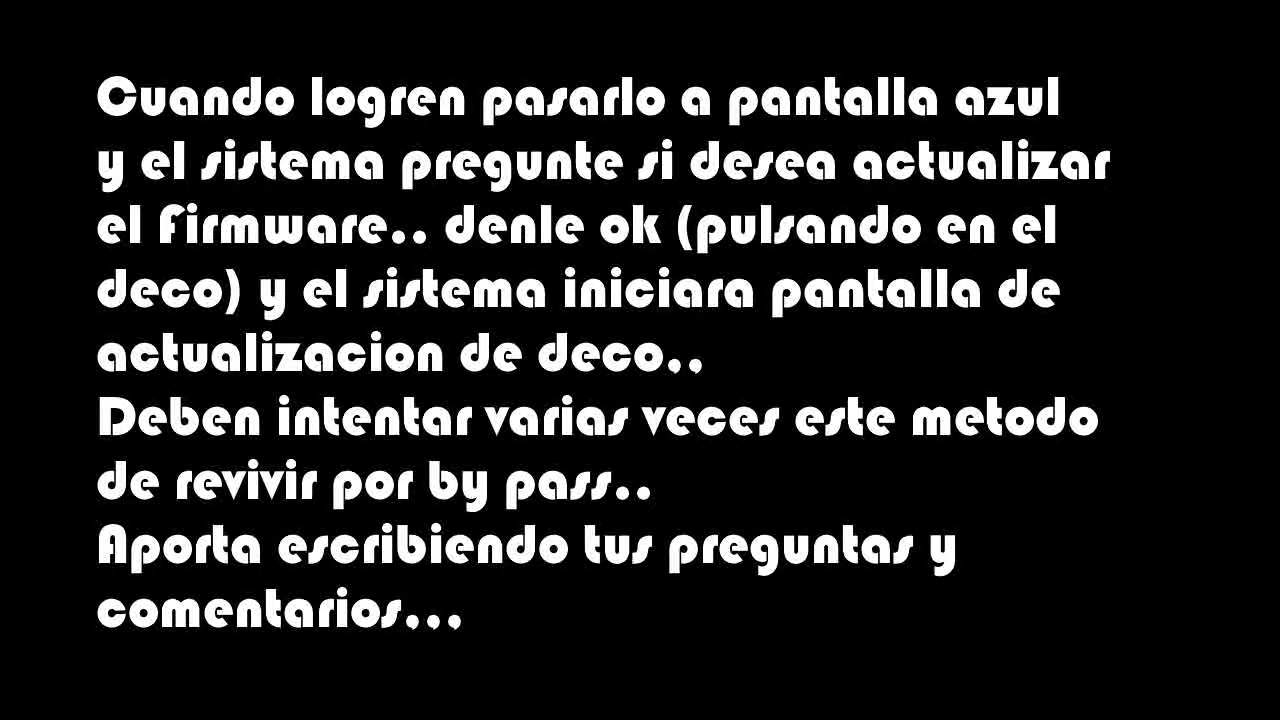 Cuando logren pasarlo a pantalla azul
y el sistema pregunte si desea actualizar
el Firmware.. denle ok (pulsando en el
deco) y el sistema iniciara pantalla de
actualizacion de deco,,
Deben intentar varias veces este metodo
de revivir por by pass..
Aporta escribiendo tus preguntas y
comentarios,,,